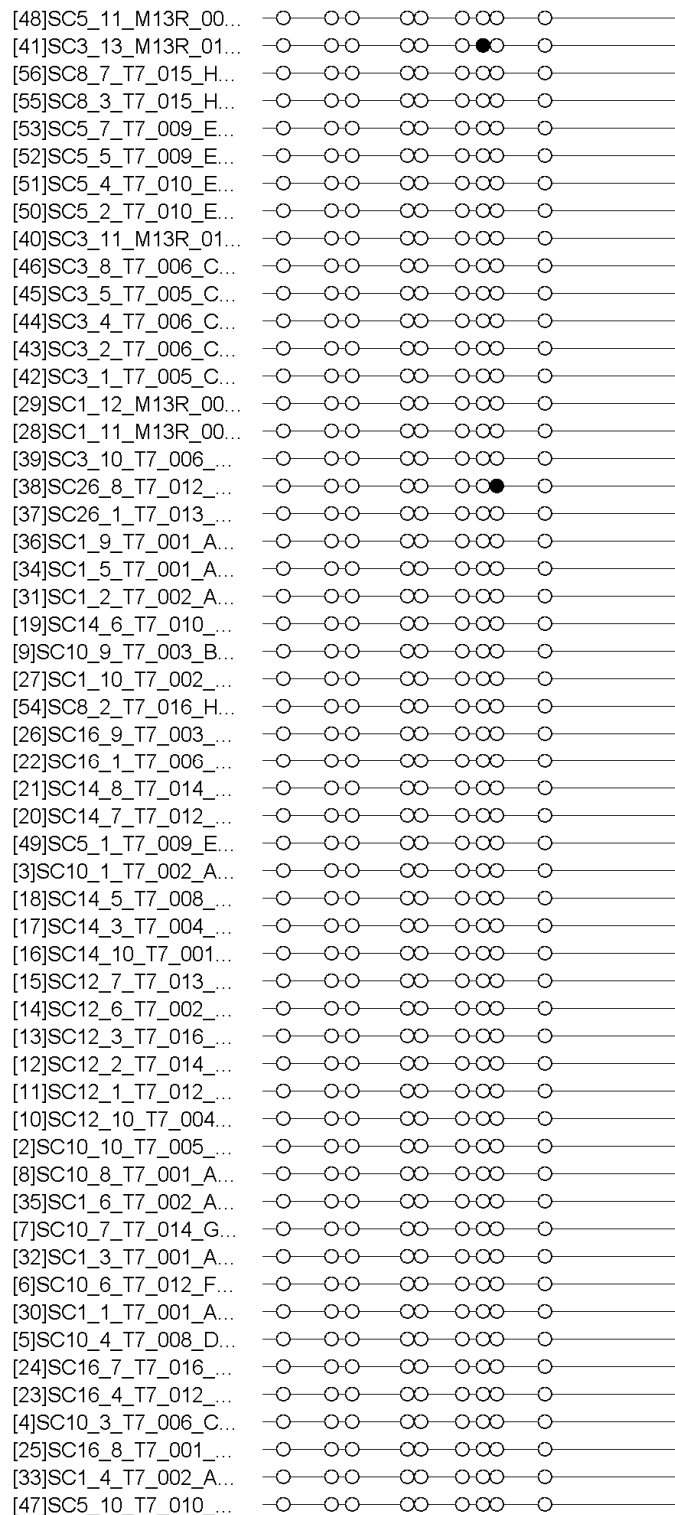 [48]SC5_11_M13R_00...
[41]SC3_13_M13R_01...
[56]SC8_7_T7_015_H...
[55]SC8_3_T7_015_H...
[53]SC5_7_T7_009_E...
[52]SC5_5_T7_009_E...
[51]SC5_4_T7_010_E...
[50]SC5_2_T7_010_E...
[40]SC3_11_M13R_01...
[46]SC3_8_T7_006_C...
[45]SC3_5_T7_005_C...
[44]SC3_4_T7_006_C...
[43]SC3_2_T7_006_C...
[42]SC3_1_T7_005_C...
[29]SC1_12_M13R_00...
[28]SC1_11_M13R_00...
[39]SC3_10_T7_006_...
[38]SC26_8_T7_012_...
[37]SC26_1_T7_013_...
[36]SC1_9_T7_001_A...
[34]SC1_5_T7_001_A...
[31]SC1_2_T7_002_A...
[19]SC14_6_T7_010_...
[9]SC10_9_T7_003_B...
[27]SC1_10_T7_002_...
[54]SC8_2_T7_016_H...
[26]SC16_9_T7_003_...
[22]SC16_1_T7_006_...
[21]SC14_8_T7_014_...
[20]SC14_7_T7_012_...
[49]SC5_1_T7_009_E...
[3]SC10_1_T7_002_A...
[18]SC14_5_T7_008_...
[17]SC14_3_T7_004_...
[16]SC14_10_T7_001...
[15]SC12_7_T7_013_...
[14]SC12_6_T7_002_...
[13]SC12_3_T7_016_...
[12]SC12_2_T7_014_...
[11]SC12_1_T7_012_...
[10]SC12_10_T7_004...
[2]SC10_10_T7_005_...
[8]SC10_8_T7_001_A...
[35]SC1_6_T7_002_A...
[7]SC10_7_T7_014_G...
[32]SC1_3_T7_001_A...
[6]SC10_6_T7_012_F...
[30]SC1_1_T7_001_A...
[5]SC10_4_T7_008_D...
[24]SC16_7_T7_016_...
[23]SC16_4_T7_012_...
[4]SC10_3_T7_006_C...
[25]SC16_8_T7_001_...
[33]SC1_4_T7_002_A...
[47]SC5_10_T7_010_...